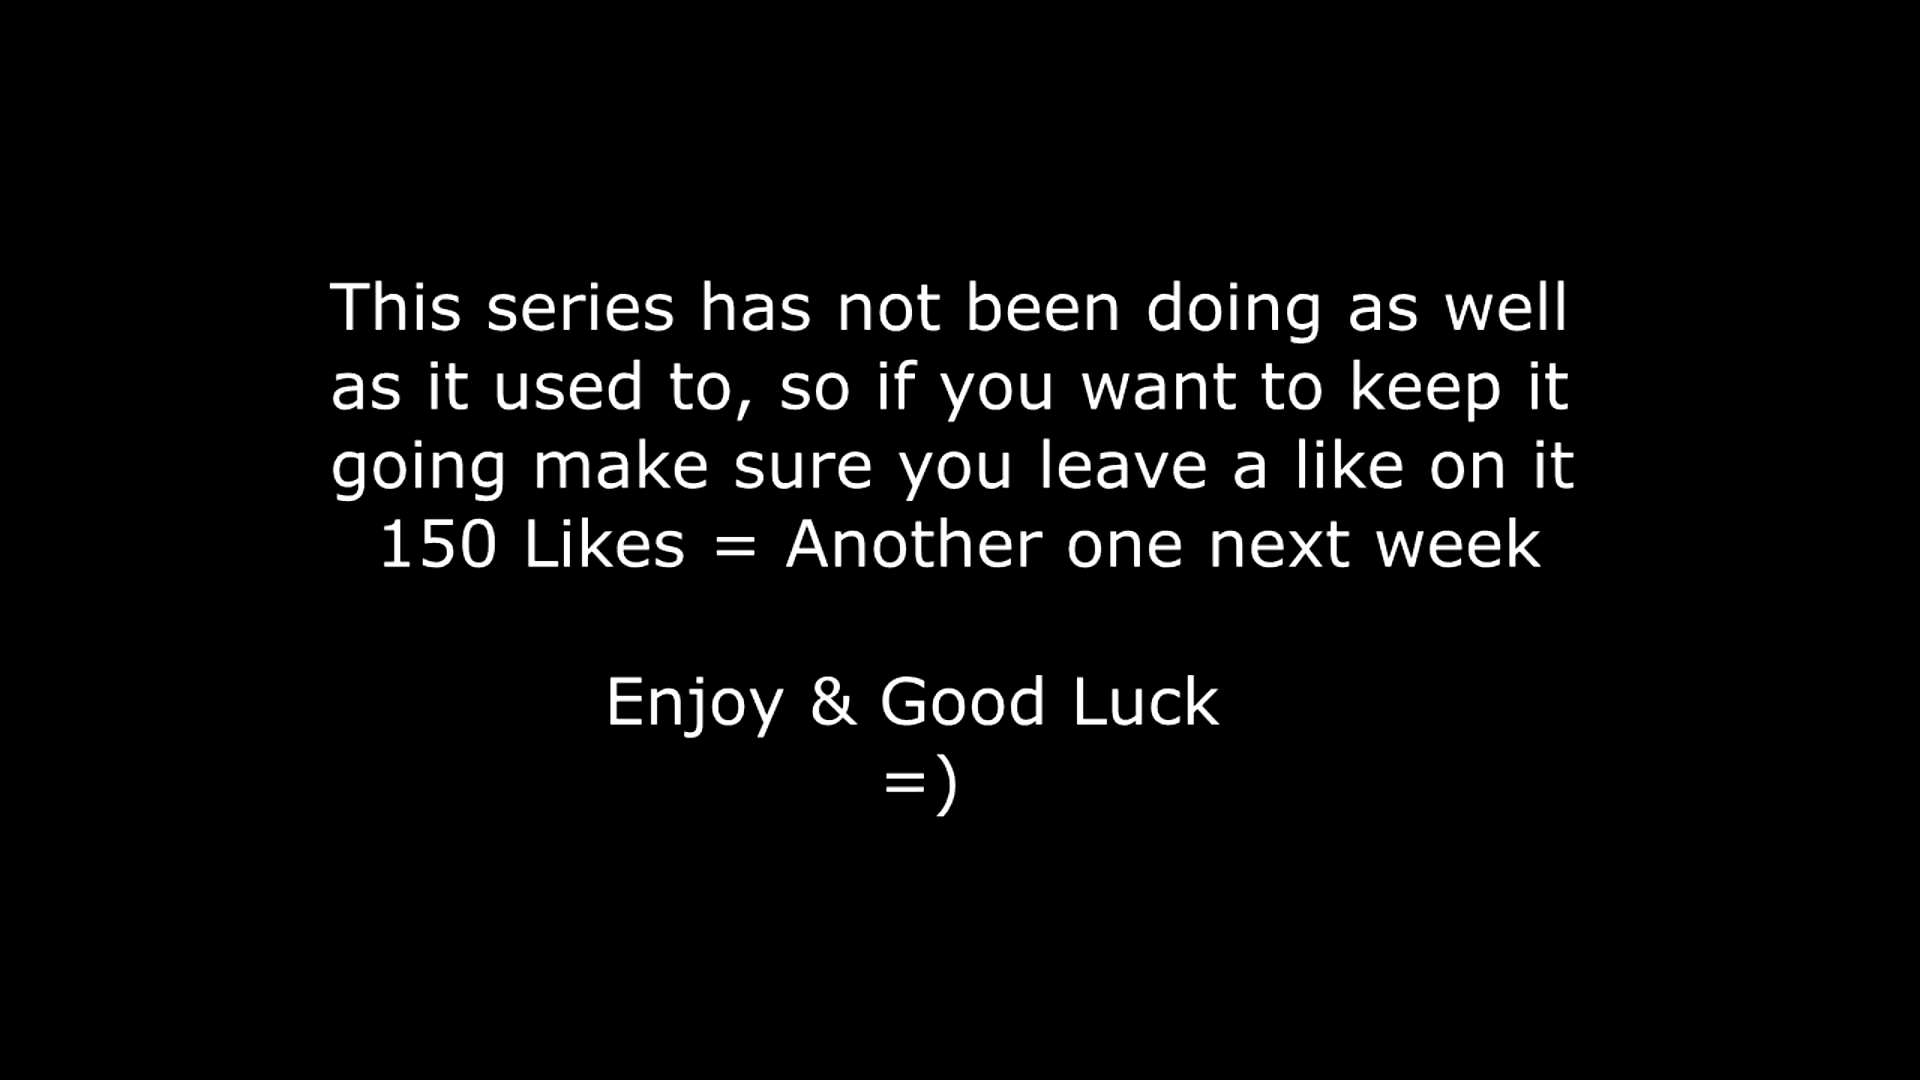 This series has not been doing as well
as it used to, so if you want to keep it
going make sure you leave a like on it
150 Likes = Another one next week
Enjoy & Good Luck
=)